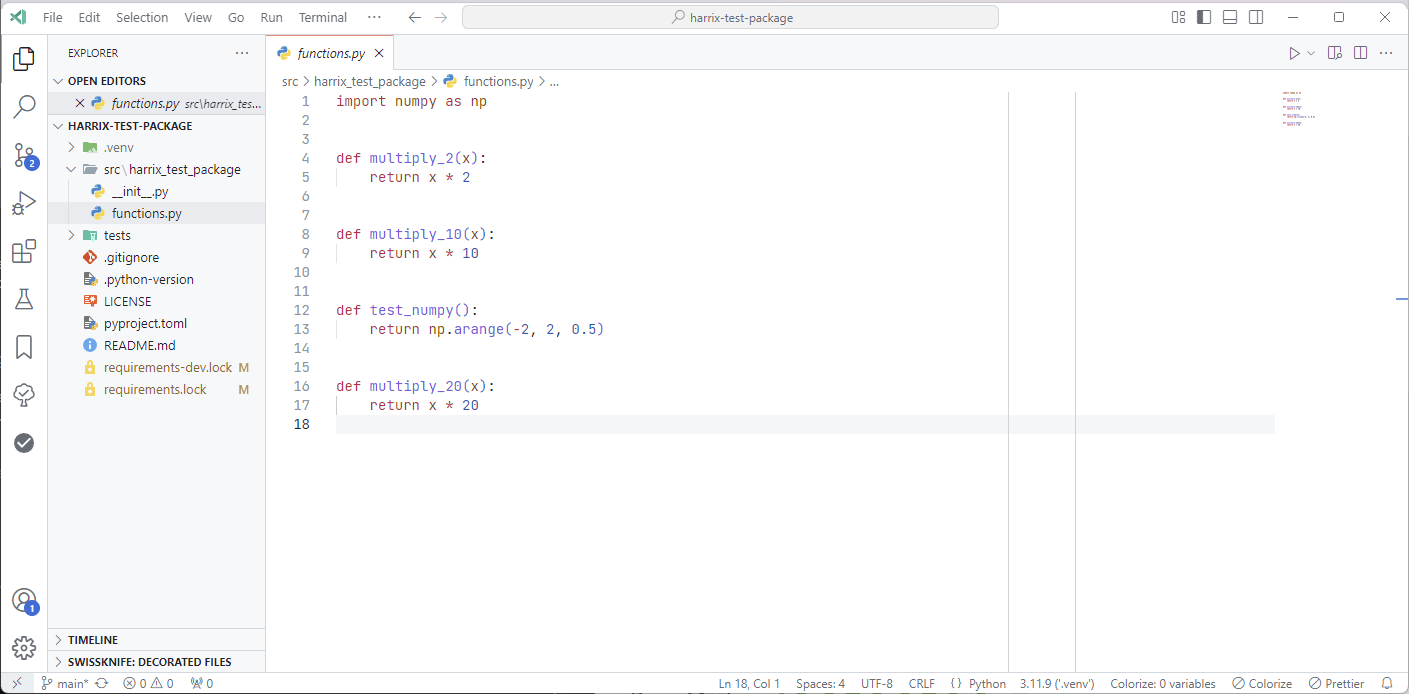 File Edit Selection View Go Run Terminal ··· harrix-test-package
EXPLORER ···
OPEN EDITORS
functions.py src\harrix_tes...
HARRIX-TEST-PACKAGE
.venv
src\harrix_test_package
__init__.py
functions.py
tests
.gitignore
.python-version
LICENSE
pyproject.toml
README.md
requirements-dev.lock M
requirements.lock M
2
1
TIMELINE
SWISSKNIFE: DECORATED FILES
functions.py
src > harrix_test_package > functions.py > ...
1 import numpy as np
2
3
4 def multiply_2(x):
5     return x * 2
6
7
8 def multiply_10(x):
9     return x * 10
10
11
12 def test_numpy():
13     return np.arange(-2, 2, 0.5)
14
15
16 def multiply_20(x):
17     return x * 20
18
main* 0 0 0 Ln 18, Col 1 Spaces: 4 UTF-8 CRLF { } Python 3.11.9 ('.venv') Colorize: 0 variables Colorize Prettier